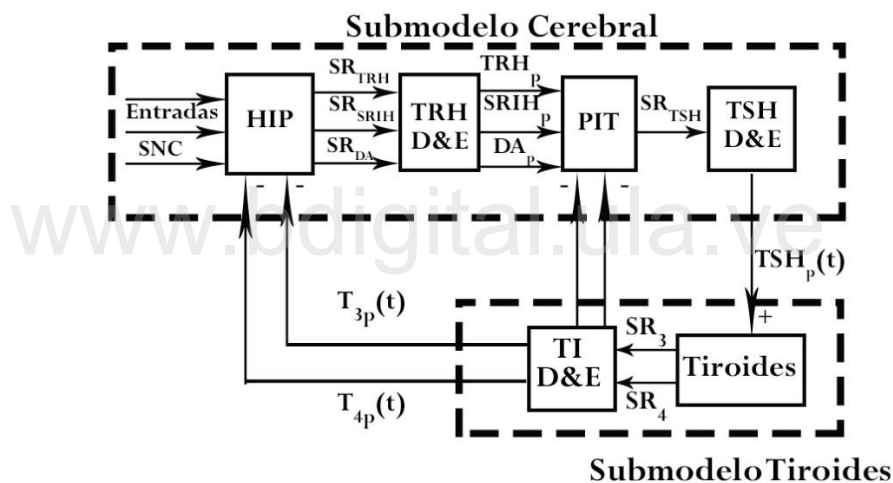 Submodelo Cerebral
Entradas
SNC
HIP
SR_TRH
SR_SRIH
SR_DA
TRH
D&E
TRH_p
SRIH_p
DA_p
PIT
SR_TSH
TSH
D&E
- -
- -
www.bdigital.ula.ve
TSH_p(t)
+
T_3p(t)
T_4p(t)
TI
D&E
SR_3
SR_4
Tiroides
Submodelo Tiroides